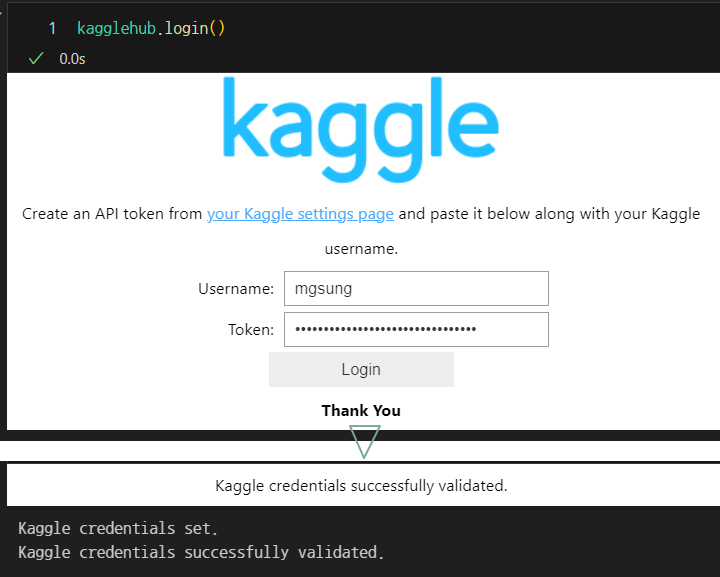 1 kagglehub.login()
0.0s
kaggle
Create an API token from your Kaggle settings page and paste it below along with your Kaggle
username.
Username: mgsung
Token: ••••••••••••••••••••••••••••••••
Login
Thank You
Kaggle credentials successfully validated.
Kaggle credentials set.
Kaggle credentials successfully validated.